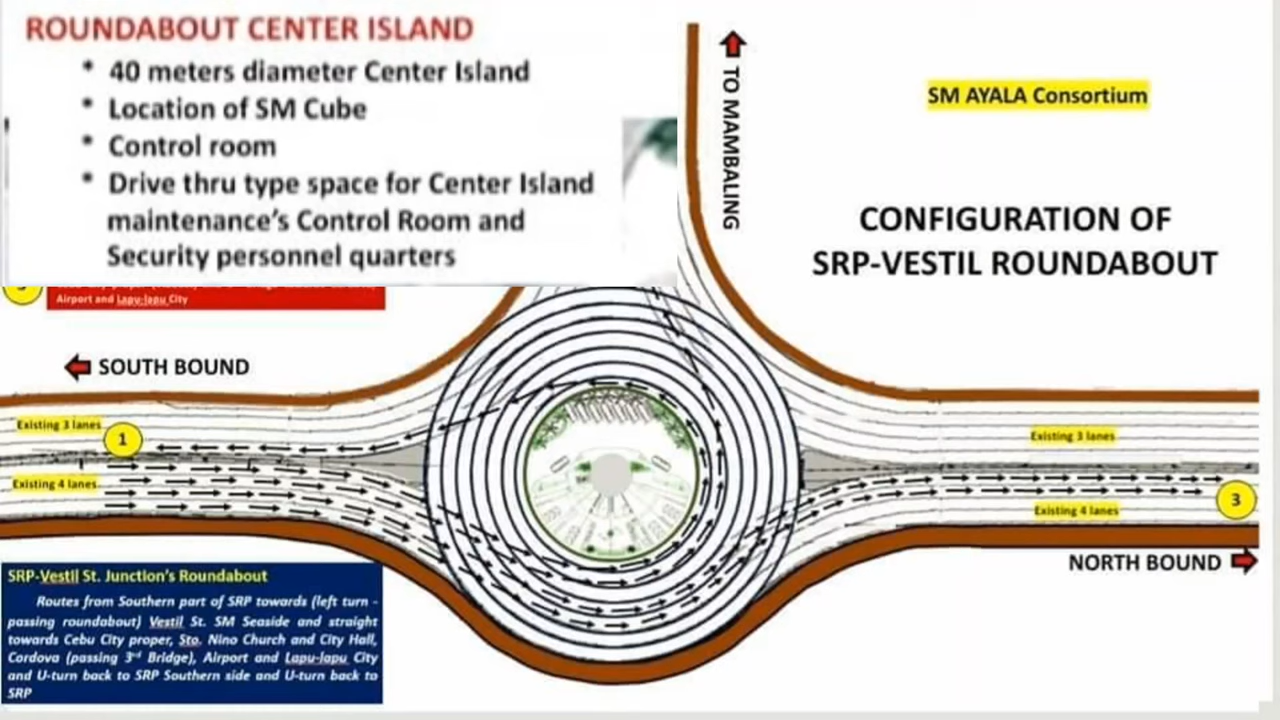 ROUNDABOUT CENTER ISLAND
* 40 meters diameter Center Island
* Location of SM Cube
* Control room
* Drive thru type space for Center Island
maintenance's Control Room and
Security personnel quarters
Airport and Lapu-lapu City
TO MAMBALING
SM AYALA Consortium
CONFIGURATION OF
SRP-VESTIL ROUNDABOUT
SOUTH BOUND
Existing 3 lanes
1
Existing 4 lanes
Existing 3 lanes
3
Existing 4 lanes
NORTH BOUND
SRP-Vestil St. Junction's Roundabout
Routes from Southern part of SRP towards (left turn -
passing roundabout) Vestil St. SM Seaside and straight
towards Cebu City proper, Sto. Nino Church and City Hall,
Cordova (passing 3rd Bridge), Airport and Lapu-lapu City
and U-turn back to SRP Southern side and U-turn back to
SRP